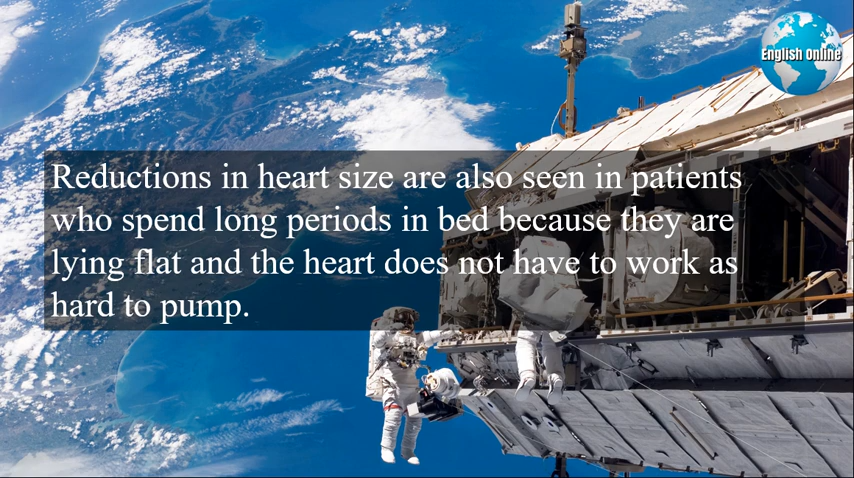 English Online
Reductions in heart size are also seen in patients
who spend long periods in bed because they are
lying flat and the heart does not have to work as
hard to pump.